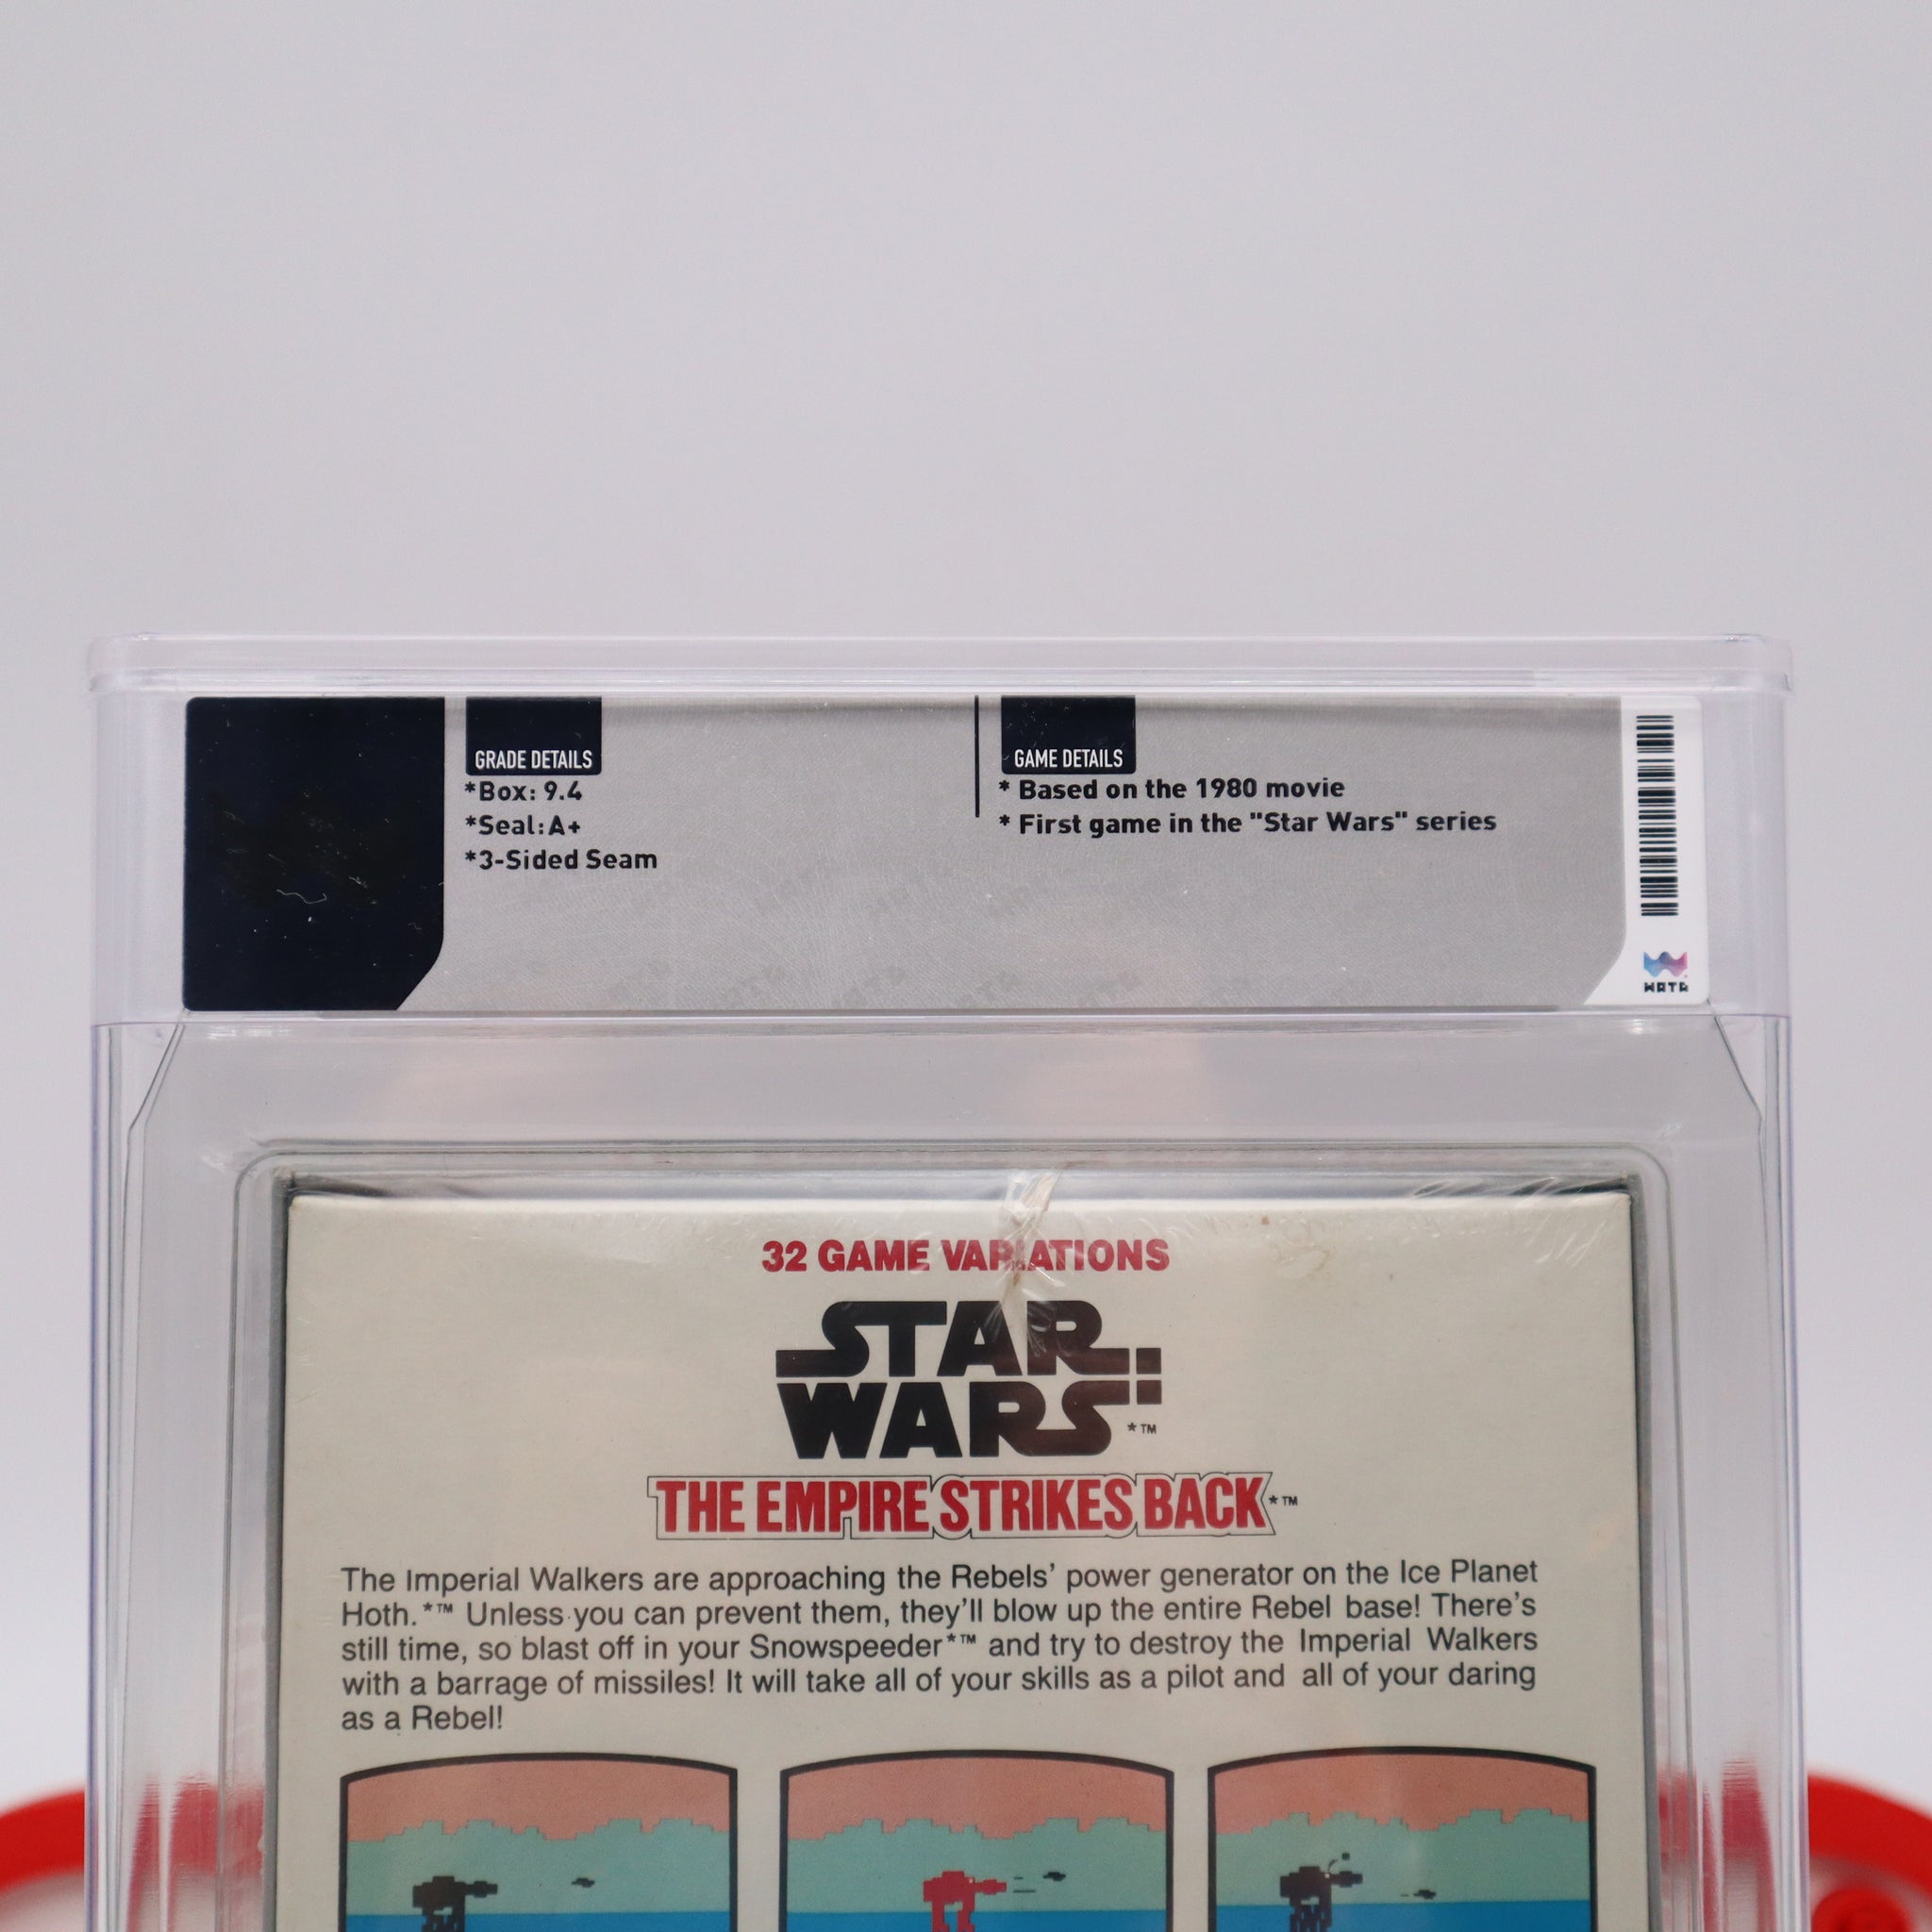 GRADE DETAILS
*Box: 9.4
*Seal:A+
*3-Sided Seam
GAME DETAILS
* Based on the 1980 movie
* First game in the "Star Wars" series
WATA
32 GAME VARIATIONS
STAR
WARS*™
THE EMPIRE STRIKES BACK*™
The Imperial Walkers are approaching the Rebels’ power generator on the Ice Planet
Hoth.*™ Unless you can prevent them, they’ll blow up the entire Rebel base! There’s
still time, so blast off in your Snowspeeder*™ and try to destroy the Imperial Walkers
with a barrage of missiles! It will take all of your skills as a pilot and all of your daring
as a Rebel!